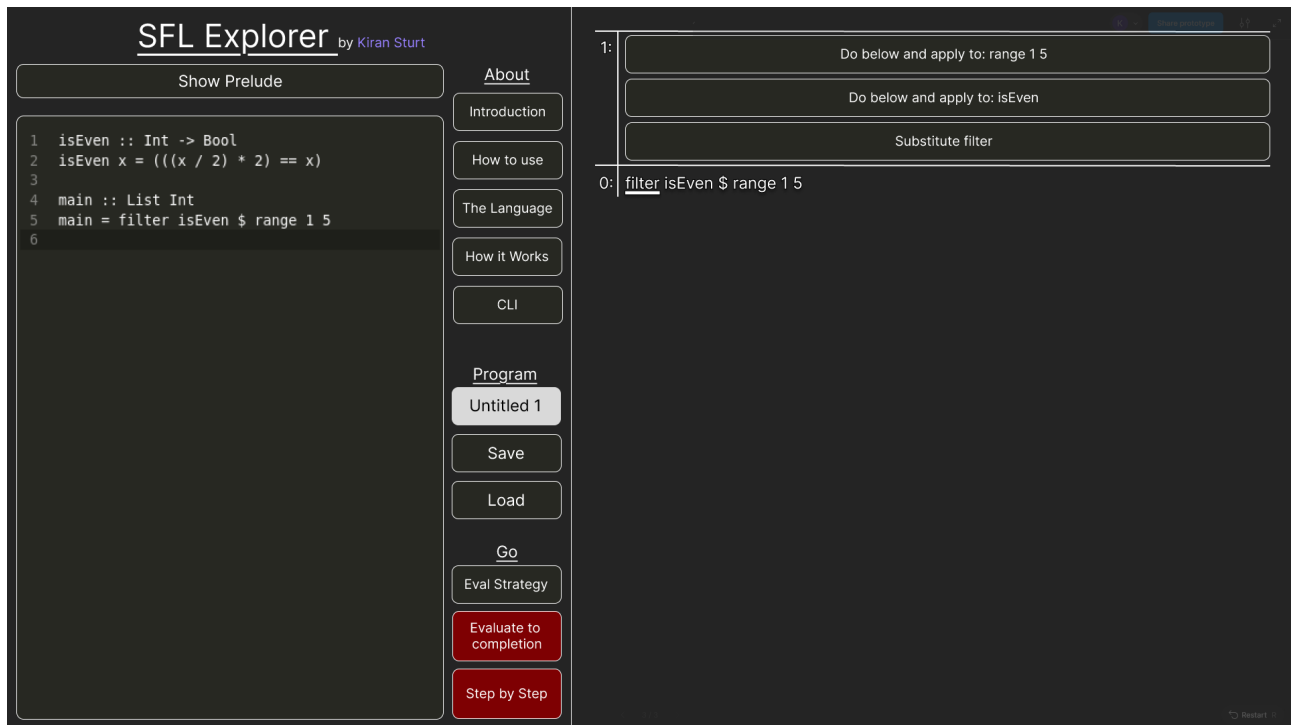 SFL Explorer by Kiran Sturt
Show Prelude
1 isEven :: Int -> Bool
2 isEven x = (((x / 2) * 2) == x)
3
4 main :: List Int
5 main = filter isEven $ range 1 5
6
About
Introduction
How to use
The Language
How it Works
CLI
Program
Untitled 1
Save
Load
Go
Eval Strategy
Evaluate to
completion
Step by Step
K
Share prototype
1:
Do below and apply to: range 1 5
Do below and apply to: isEven
Substitute filter
0: filter isEven $ range 1 5
Restart R